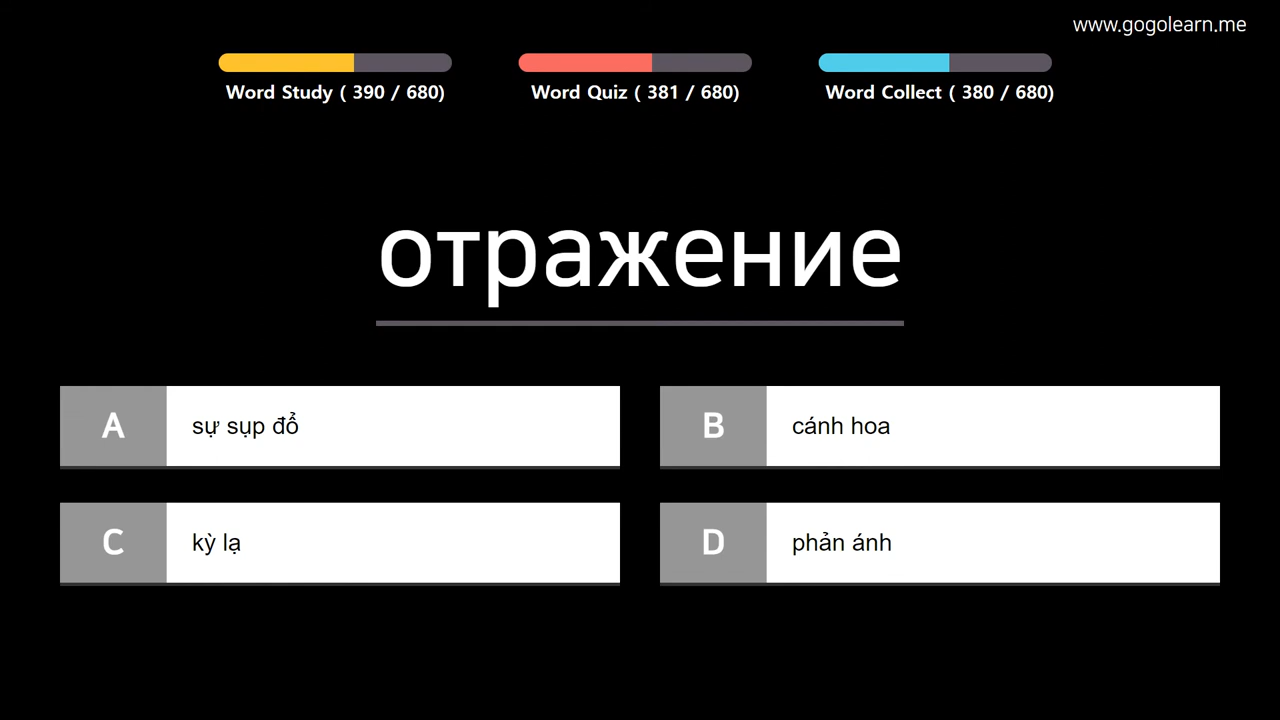 www.gogolearn.me
Word Study ( 390 / 680)
Word Quiz ( 381 / 680)
Word Collect ( 380 / 680)
отражение
A sự sụp đổ
B cánh hoa
C kỳ lạ
D phản ánh